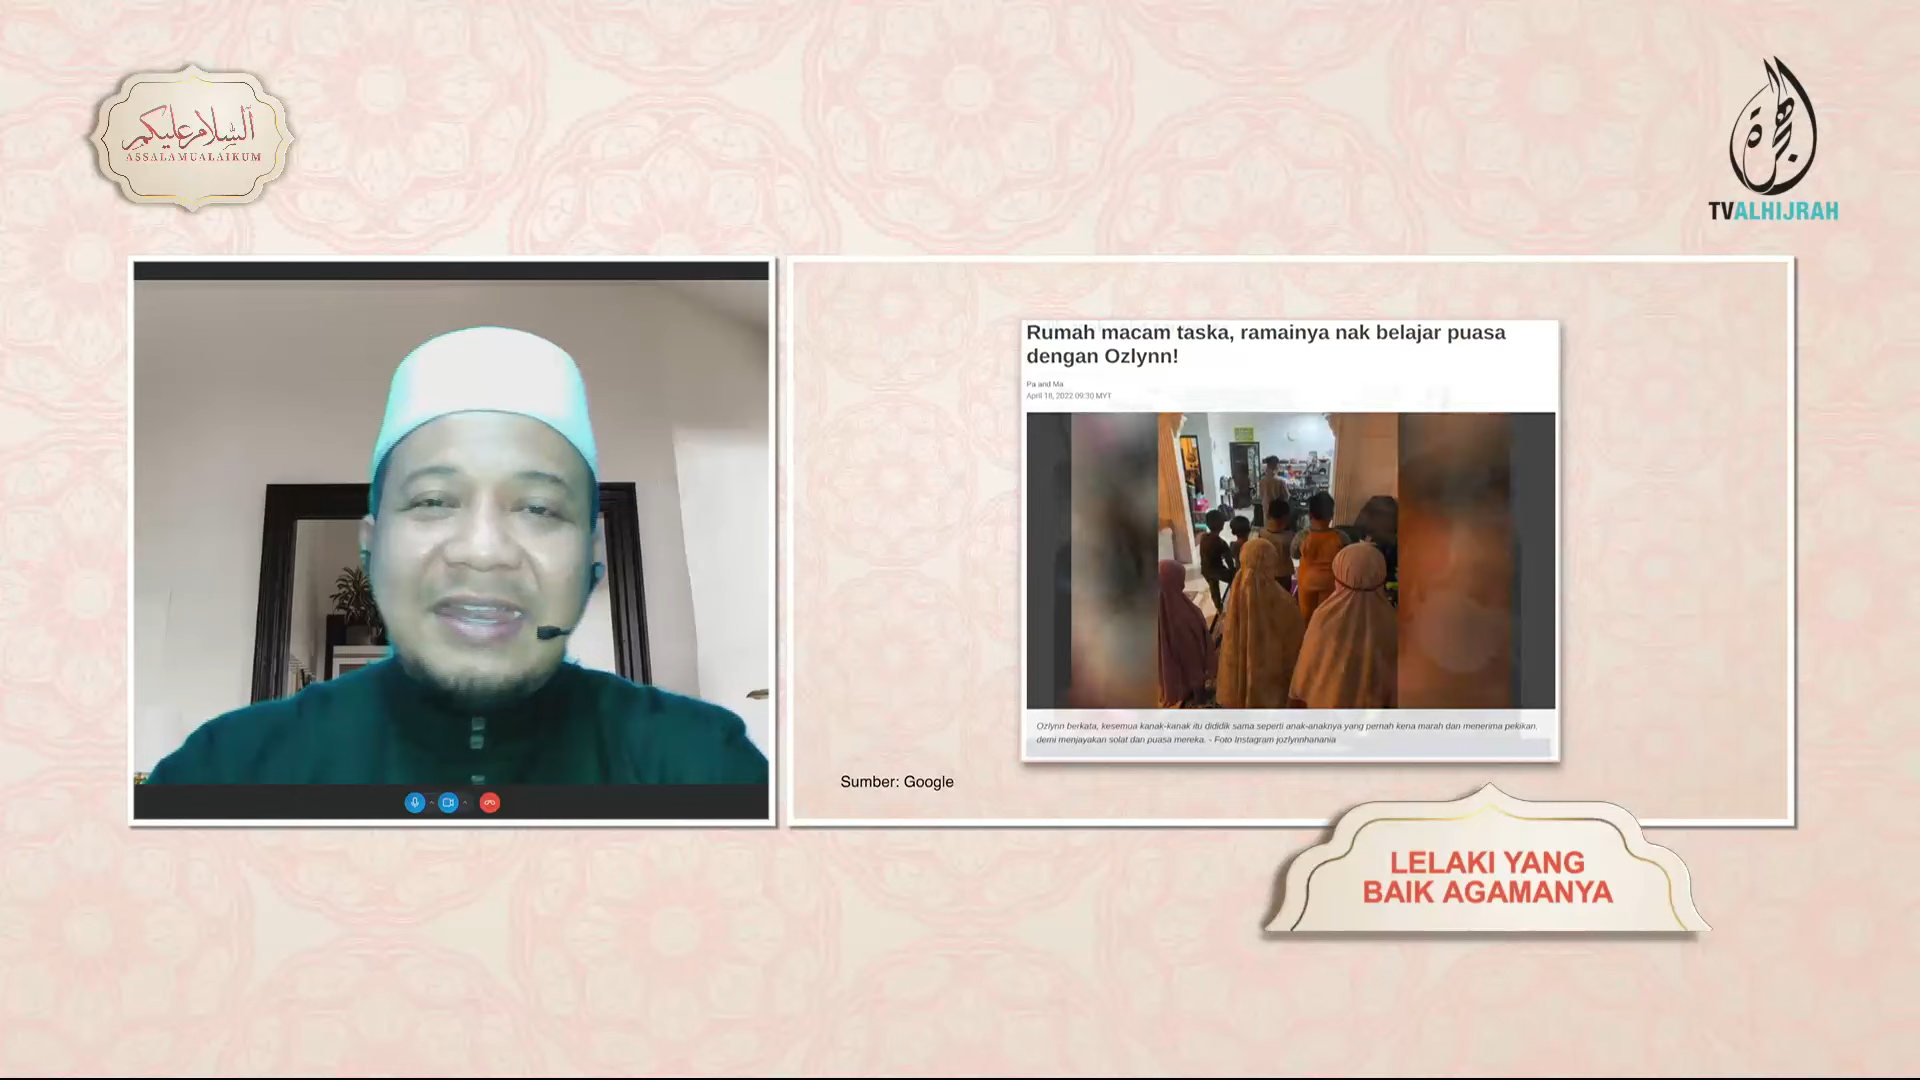 السلام عليكم
ASSALAMUALAIKUM
هجرة
TVALHIJRAH
Rumah macam taska, ramainya nak belajar puasa
dengan Ozlynn!
Pa and Ma
April 18, 2022 09:30 MYT
Ozlynn berkata, kesemua kanak-kanak itu dididik sama seperti anak-anaknya yang pernah kena marah dan menerima pekikan,
demi menjayakan solat dan puasa mereka. - Foto Instagram jozlynnhanania
Sumber: Google
LELAKI YANG
BAIK AGAMANYA